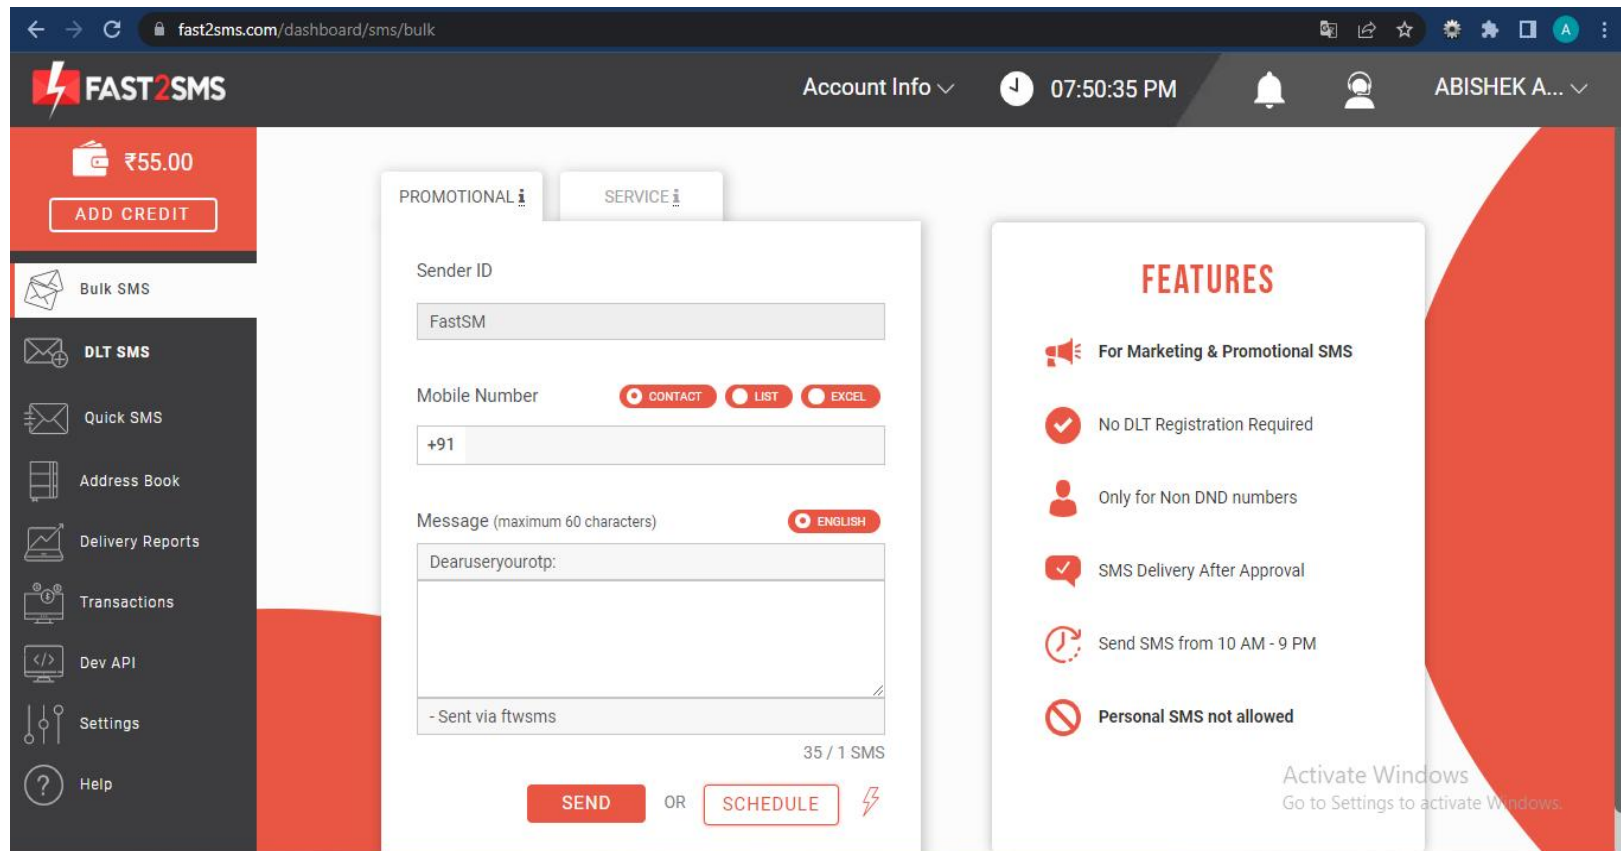 fast2sms.com/dashboard/sms/bulk
A
FAST2SMS
Account Info
07:50:35 PM
ABISHEK A...
₹55.00
ADD CREDIT
Bulk SMS
DLT SMS
Quick SMS
Address Book
Delivery Reports
Transactions
Dev API
Settings
Help
PROMOTIONAL i
SERVICE i
Sender ID
FastSM
Mobile Number
CONTACT
LIST
EXCEL
+91
Message (maximum 60 characters)
ENGLISH
Dearuseryourotp:
- Sent via ftwsms
35 / 1 SMS
SEND
OR
SCHEDULE
FEATURES
For Marketing & Promotional SMS
No DLT Registration Required
Only for Non DND numbers
SMS Delivery After Approval
Send SMS from 10 AM - 9 PM
Personal SMS not allowed
Activate Windows
Go to Settings to activate Windows.